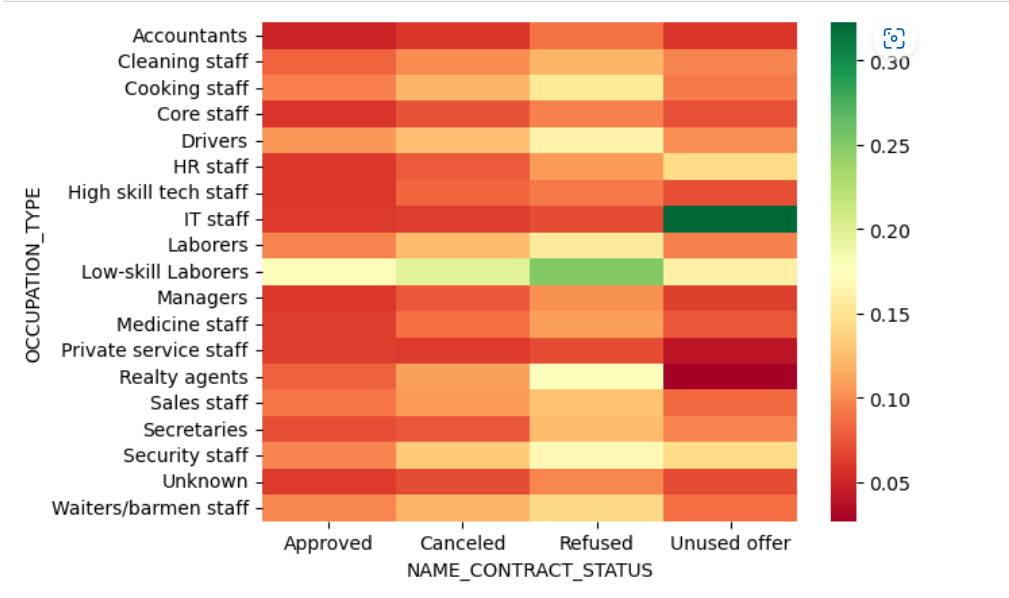 OCCUPATION_TYPE
Accountants
Cleaning staff
Cooking staff
Core staff
Drivers
HR staff
High skill tech staff
IT staff
Laborers
Low-skill Laborers
Managers
Medicine staff
Private service staff
Realty agents
Sales staff
Secretaries
Security staff
Unknown
Waiters/barmen staff
Approved Canceled Refused Unused offer
NAME_CONTRACT_STATUS
0.30
0.25
0.20
0.15
0.10
0.05